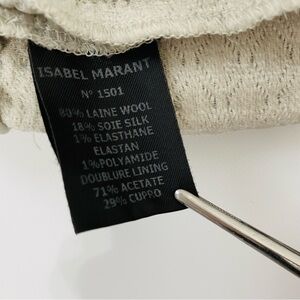 ISABEL MARANT
N° 1501
80% LAINE WOOL
18% SOIE SILK
1% ELASTHANE
ELASTAN
1%POLYAMIDE
DOUBLURE LINING
71% ACETATE
29% CUPRO